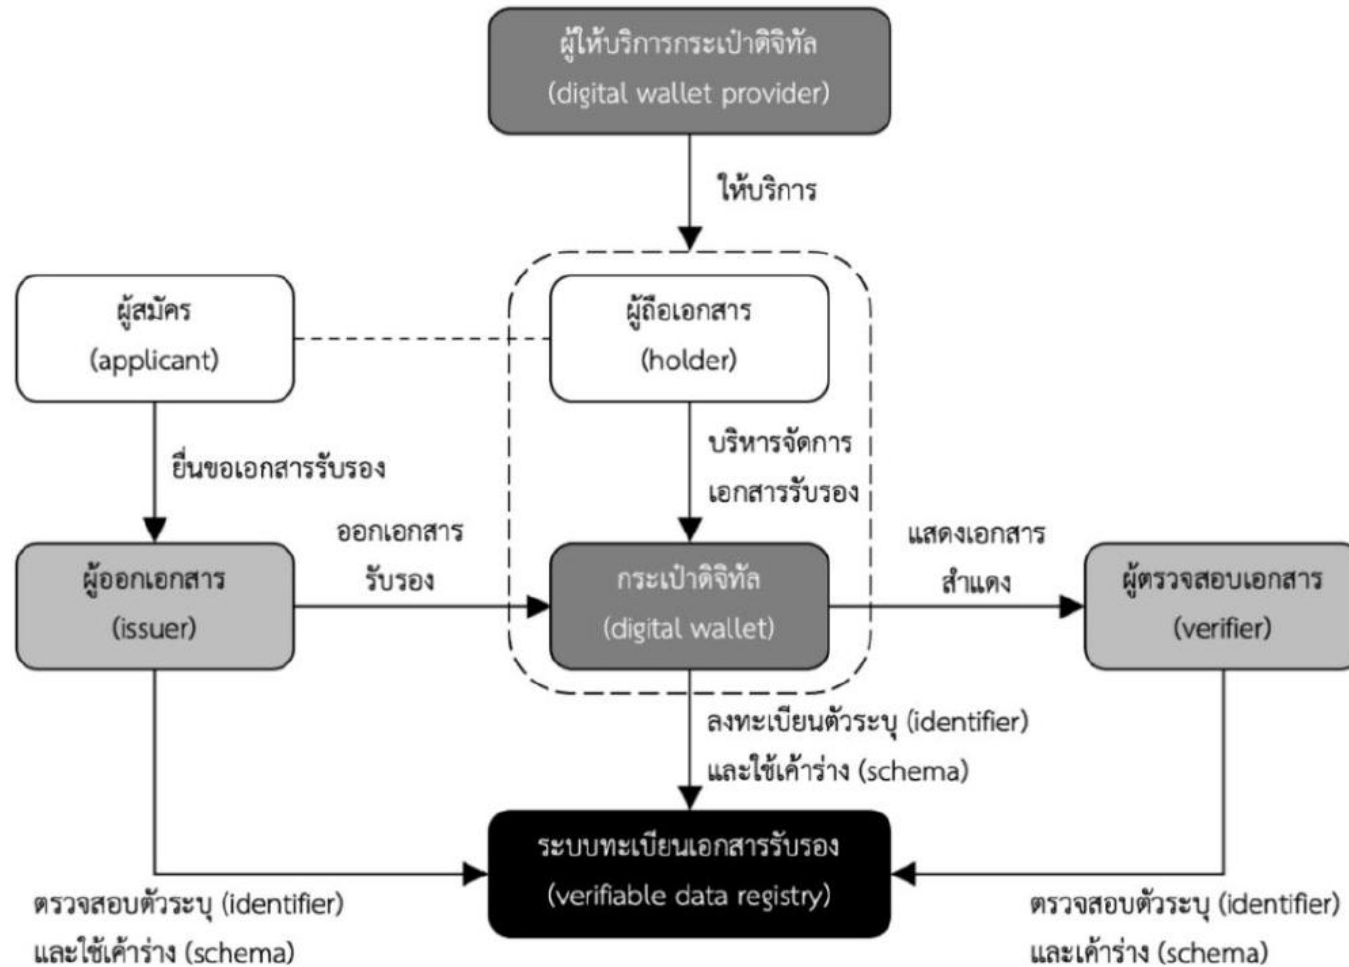 ผู้ให้บริการกระเป๋าดิจิทัล
(digital wallet provider)
ให้บริการ
ผู้สมัคร
(applicant)
ผู้ถือเอกสาร
(holder)
ยื่นขอเอกสารรับรอง
บริหารจัดการ
เอกสารรับรอง
ผู้ออกเอกสาร
(issuer)
ออกเอกสาร
รับรอง
กระเป๋าดิจิทัล
(digital wallet)
แสดงเอกสาร
สำแดง
ผู้ตรวจสอบเอกสาร
(verifier)
ลงทะเบียนตัวระบุ (identifier)
และใช้เค้าร่าง (schema)
ระบบทะเบียนเอกสารรับรอง
(verifiable data registry)
ตรวจสอบตัวระบุ (identifier)
และใช้เค้าร่าง (schema)
ตรวจสอบตัวระบุ (identifier)
และเค้าร่าง (schema)